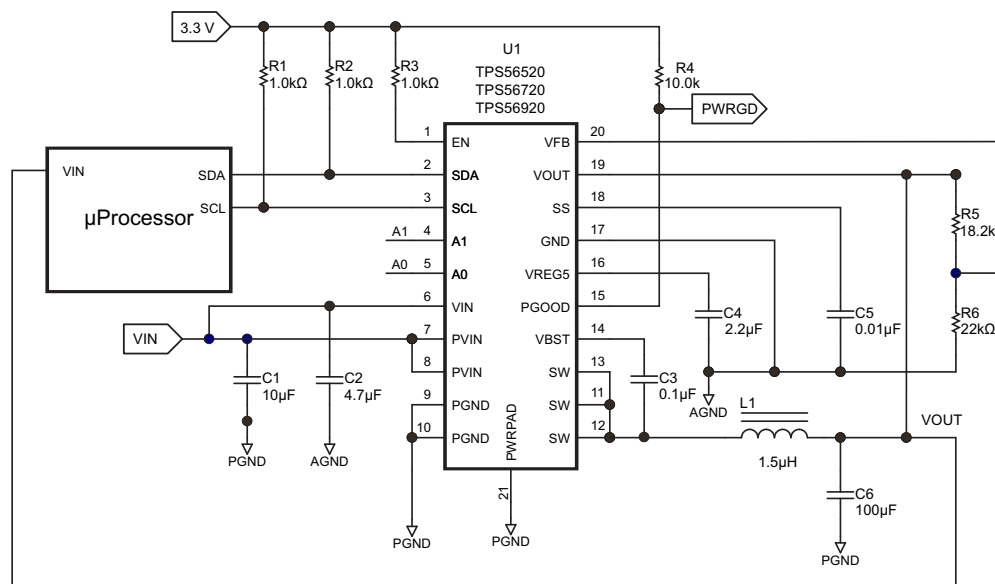 3.3 V
R1
1.0kΩ
R2
1.0kΩ
R3
1.0kΩ
U1
TPS56520
TPS56720
TPS56920
R4
10.0k
PWRGD
VIN
SDA
SCL
µProcessor
1 EN
2 SDA
3 SCL
A1 4 A1
A0 5 A0
6 VIN
7 PVIN
8 PVIN
9 PGND
10 PGND
PWRPAD
21
VFB 20
VOUT 19
SS 18
GND 17
VREG5 16
PGOOD 15
VBST 14
SW 13
SW 11
SW 12
VIN
C1
10µF
PGND
C2
4.7µF
AGND
PGND
PGND
C3
0.1µF
C4
2.2µF
AGND
C5
0.01µF
R5
18.2k
R6
22kΩ
L1
1.5µH
VOUT
C6
100µF
PGND